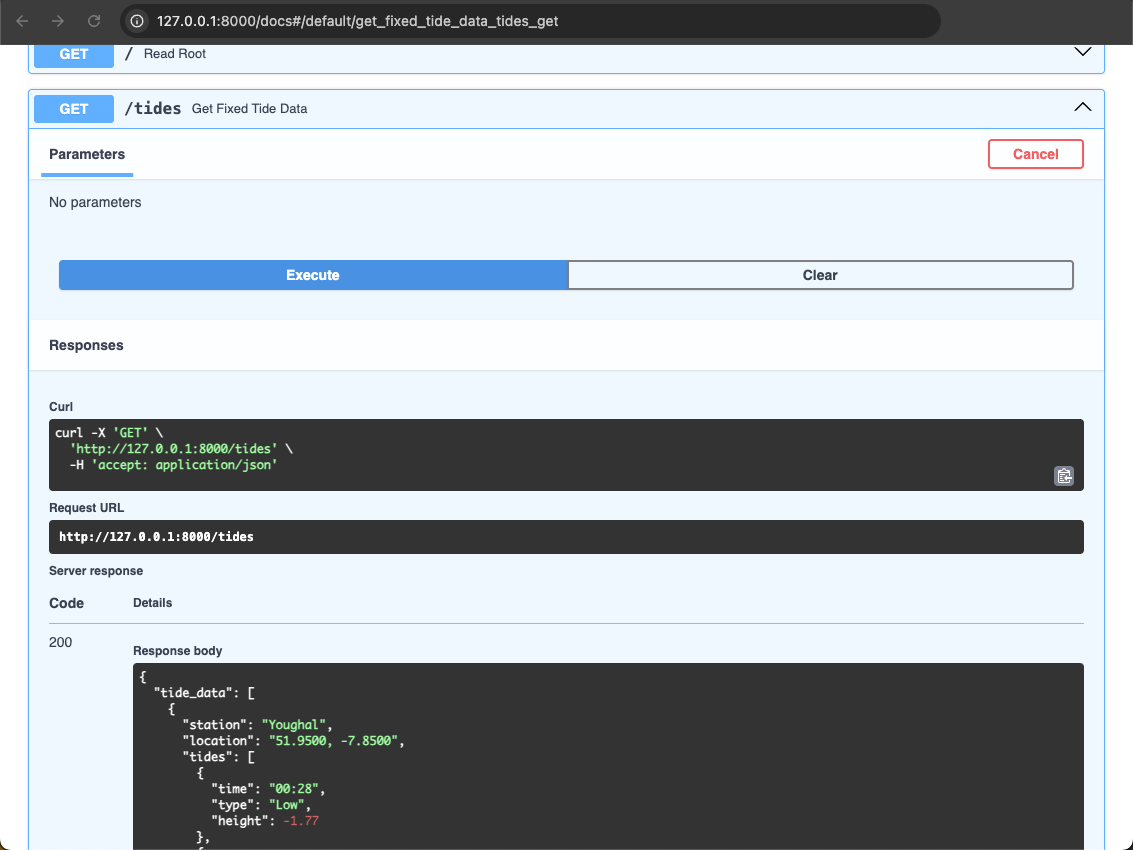 127.0.0.1:8000/docs#/default/get_fixed_tide_data_tides_get
GET / Read Root
GET /tides Get Fixed Tide Data
Parameters Cancel
No parameters
Execute Clear
Responses
Curl
curl -X 'GET' \
  'http://127.0.0.1:8000/tides' \
  -H 'accept: application/json'
Request URL
http://127.0.0.1:8000/tides
Server response
Code Details
200
Response body
{
  "tide_data": [
    {
      "station": "Youghal",
      "location": "51.9500, -7.8500",
      "tides": [
        {
          "time": "00:28",
          "type": "Low",
          "height": -1.77
        },